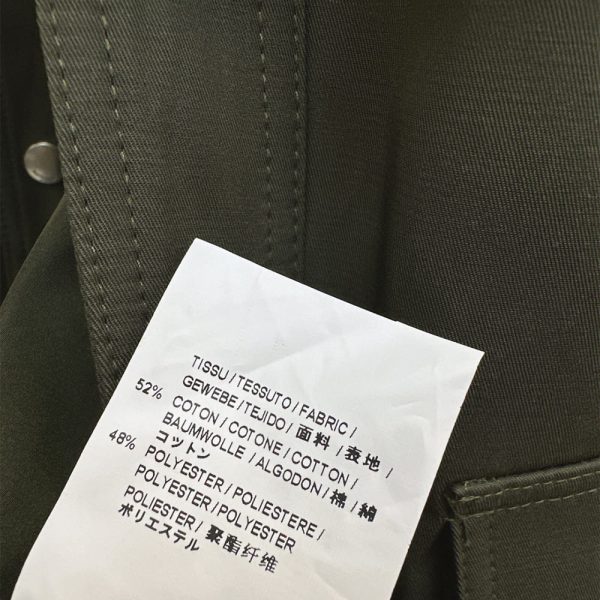 TISSU / TESSUTO / FABRIC /
GEWEBE / TEJIDO / 面料 / 表地 /
52% COTON / COTONE / COTTON /
BAUMWOLLE / ALGODON / 棉 / 綿
コットン
48% POLYESTER / POLIESTERE /
POLYESTER / POLYESTER
POLIESTER / 聚酯纤维
ポリエステル